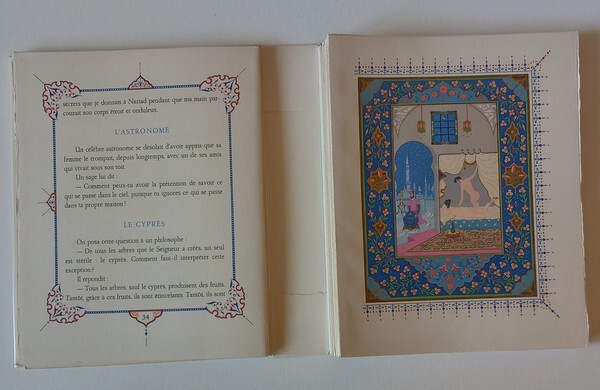 secrets que je donnais à Nazzad pendant que ma main par-
courait son corps étroit et onduleux.
L'ASTRONOME
Un célèbre astronome se désolait d'avoir appris que sa
femme le trompait, depuis longtemps, avec un de ses amis
qui vivait sous son toit.
Un sage lui dit :
— Comment peux-tu avoir la prétention de savoir ce
qui se passe dans le ciel, puisque tu ignores ce qui se passe
dans ta propre maison ?
LE CYPRÈS
On posa cette question à un philosophe :
— De tous les arbres que le Seigneur a créés, un seul
est stérile : le cyprès. Comment faut-il interpréter cette
exception ?
Il répondit :
— Tous les arbres, sauf le cyprès, produisent des fruits.
Tantôt, grâce à ces fruits, ils sont étincelants. Tantôt, ils sont
34